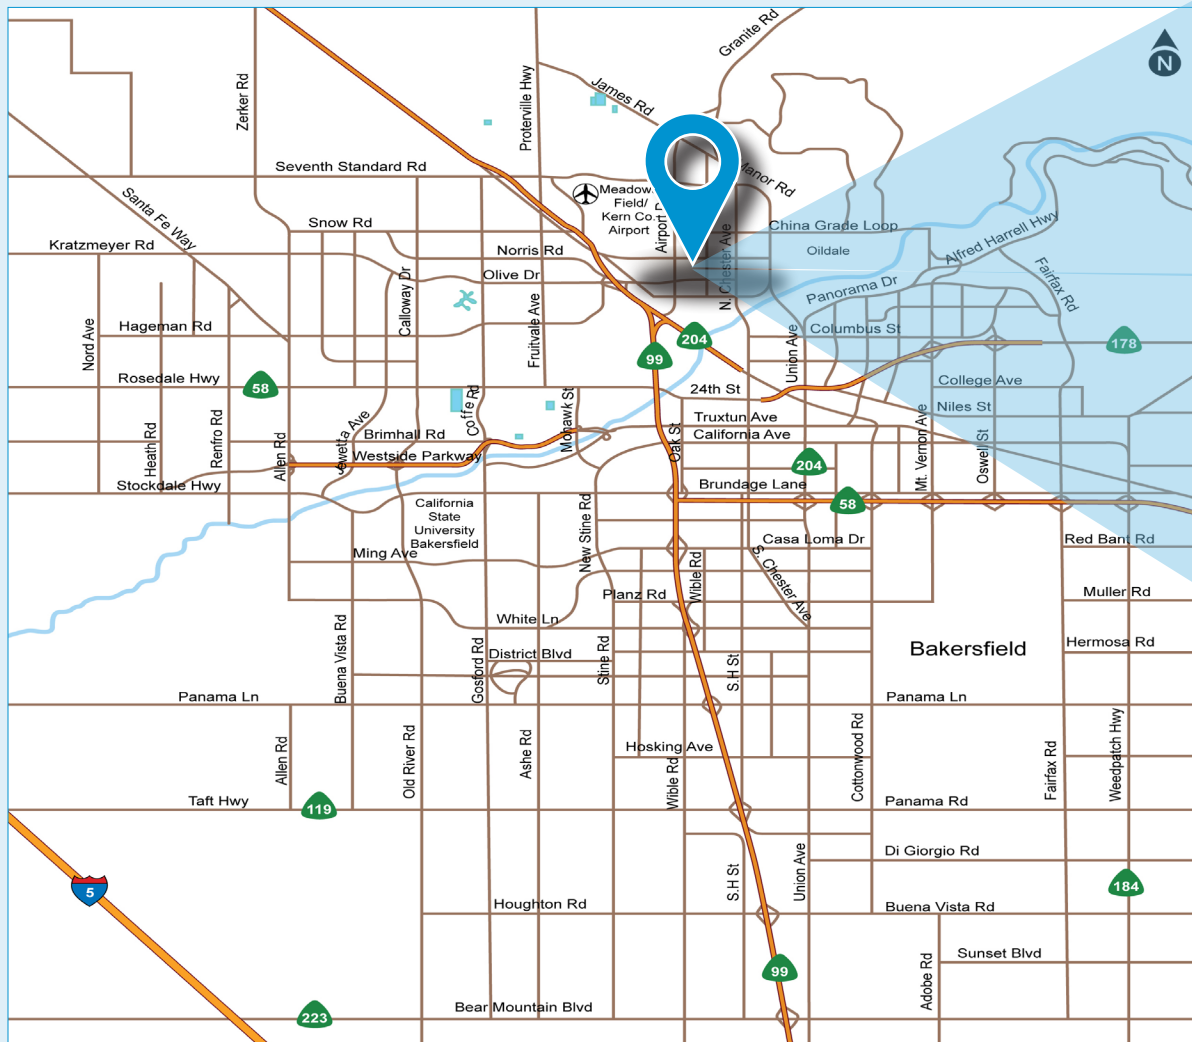 Granite Rd
N
Zerker Rd
Proterville Hwy
James Rd
Seventh Standard Rd
Manor Rd
Santa Fe Way
Meadows
Field/
Kern Co.
Airport
Snow Rd
China Grade Loop
Kratzmeyer Rd
Norris Rd
Oildale
Alfred Harrell Hwy
N. Chester Ave
Olive Dr
Calloway Dr
Panorama Dr
Fairfax Rd
Nord Ave
Hageman Rd
Fruitvale Ave
Columbus St
Union Ave
204
178
99
Rosedale Hwy
58
24th St
College Ave
Niles St
Mohawk St
Truxtun Ave
Brimhall Rd
California Ave
Heath Rd
Renfro Rd
Allen Rd
Jewetta Ave
Westside Parkway
Oak St
204
Mt. Vernon Ave
Oswell St
Stockdale Hwy
Brundage Lane
58
California
State
University
Bakersfield
New Stine Rd
Casa Loma Dr
Red Bant Rd
Ming Ave
Wible Rd
S. Chester Ave
Planz Rd
Muller Rd
White Ln
Buena Vista Rd
Gosford Rd
District Blvd
Stine Rd
S.H St
Bakersfield
Hermosa Rd
Panama Ln
Panama Ln
Allen Rd
Old River Rd
Ashe Rd
Hosking Ave
Wible Rd
Cottonwood Rd
Fairfax Rd
Weedpatch Hwy
Taft Hwy
119
Panama Rd
Di Giorgio Rd
5
S.H St
Union Ave
184
Houghton Rd
Buena Vista Rd
99
Adobe Rd
Sunset Blvd
Bear Mountain Blvd
223